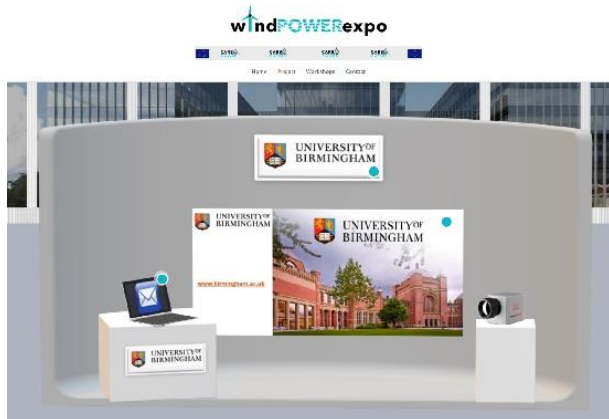 windPOWERexpo
Home Project Workshops Contact
UNIVERSITY OF
BIRMINGHAM
UNIVERSITY OF
BIRMINGHAM
UNIVERSITY OF
BIRMINGHAM
www.birmingham.ac.uk
UNIVERSITY OF
BIRMINGHAM